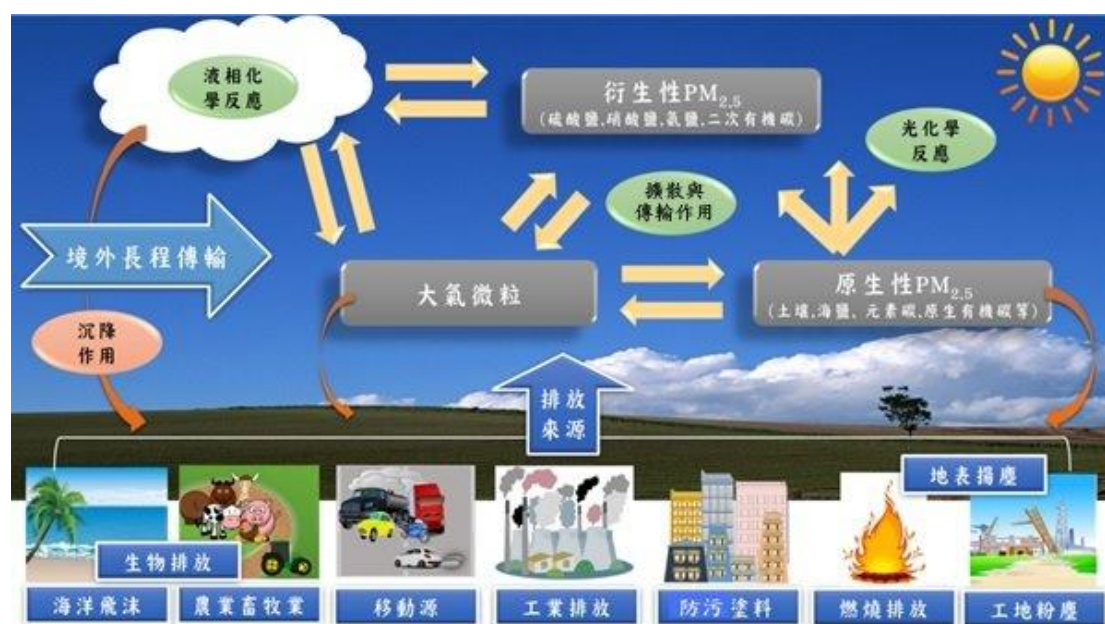 液相化
學反應
衍生性PM2.5
(硫酸鹽,硝酸鹽,氨鹽,二次有機碳)
光化學
反應
擴散與
傳輸作用
境外長程傳輸
大氣微粒
原生性PM2.5
(土壤,海鹽、元素碳,原生有機碳等)
沉降
作用
排放
來源
地表揚塵
生物排放
海洋飛沫
農業畜牧業
移動源
工業排放
防污塗料
燃燒排放
工地粉塵